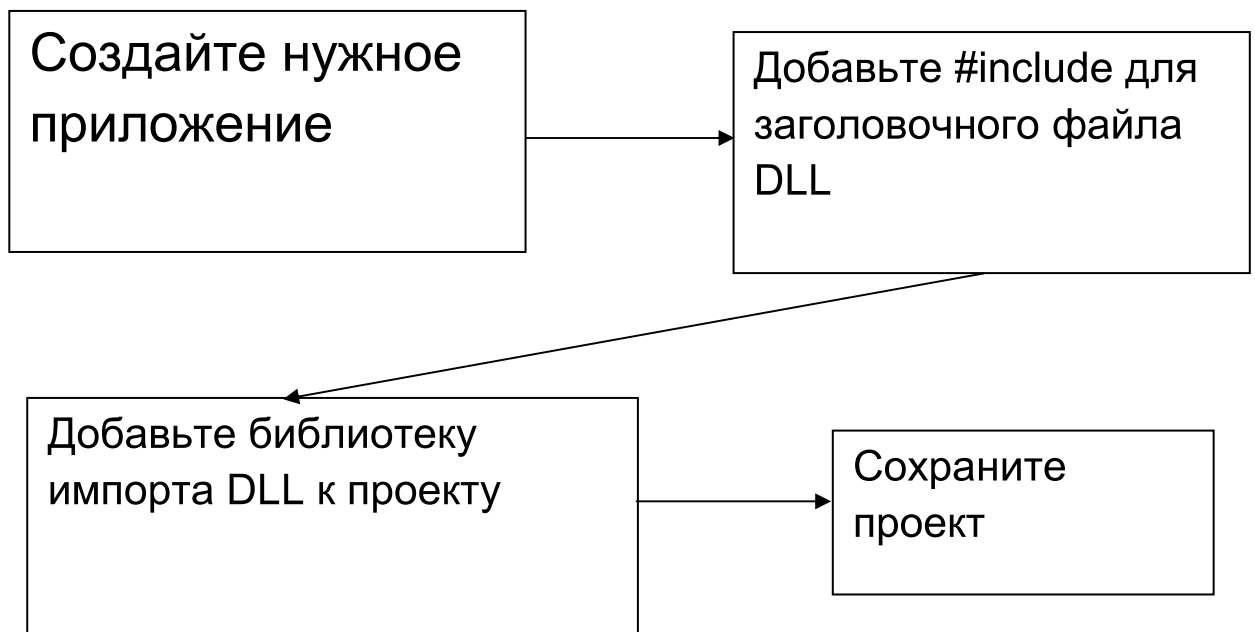 Создайте нужное
приложение
Добавьте #include для
заголовочного файла
DLL
Добавьте библиотеку
импорта DLL к проекту
Сохраните
проект